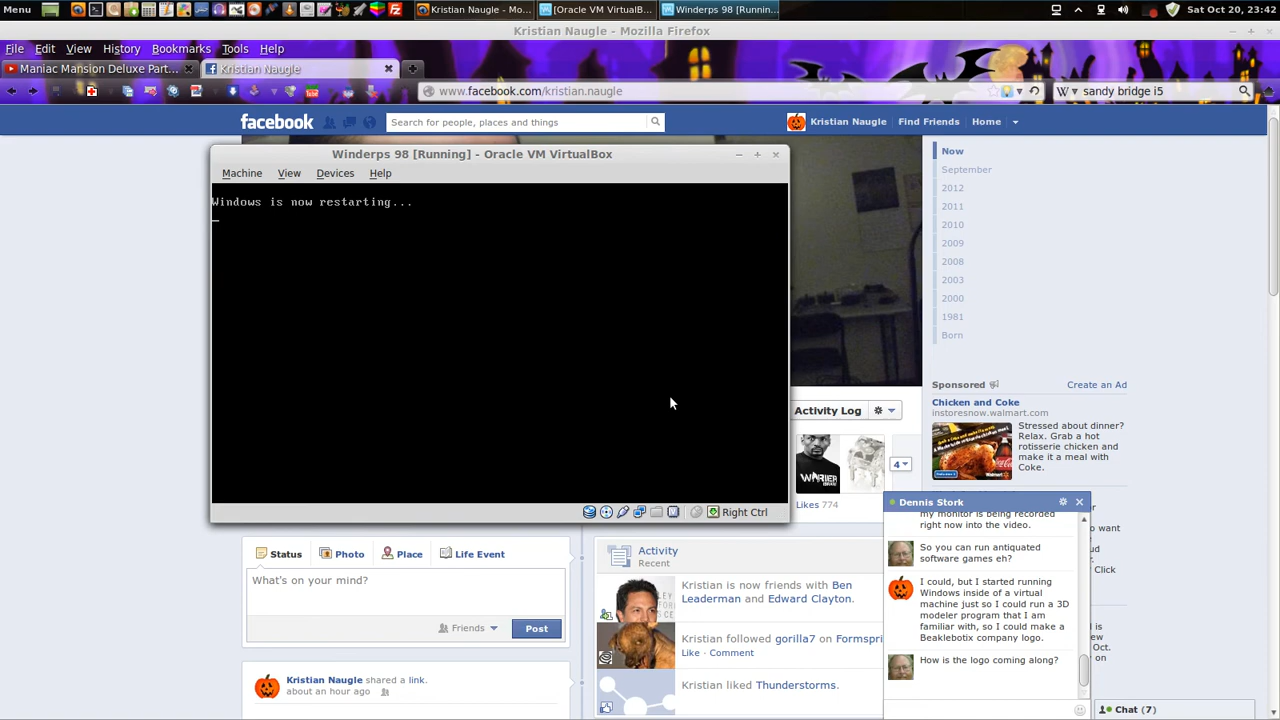 Menu
Kristian Naugle - Mo...
[Oracle VM VirtualB...
Winderps 98 [Runnin...
Sat Oct 20, 23:42
Kristian Naugle - Mozilla Firefox
File Edit View History Bookmarks Tools Help
Maniac Mansion Deluxe Part...
Kristian Naugle
www.facebook.com/kristian.naugle
sandy bridge i5
facebook
Search for people, places and things
Kristian Naugle Find Friends Home
Winderps 98 [Running] - Oracle VM VirtualBox
Machine View Devices Help
Windows is now restarting...
Right Ctrl
Now
September
2012
2011
2010
2009
2008
2003
2000
1981
Born
Activity Log
4
WARIER
Likes 774
Sponsored
Create an Ad
Chicken and Coke
instoresnow.walmart.com
Stressed about dinner?
Relax. Grab a hot
rotisserie chicken and
make it a meal with
Coke.
Status Photo Place Life Event
What's on your mind?
Friends
Post
Kristian Naugle shared a link.
about an hour ago
Activity
Recent
Kristian is now friends with Ben
Leaderman and Edward Clayton.
Kristian followed gorilla7 on Formspri
Like · Comment
Kristian liked Thunderstorms.
Dennis Stork
my monitor is being recorded
right now into the video.
So you can run antiquated
software games eh?
I could, but I started running
Windows inside of a virtual
machine just so I could run a 3D
modeler program that I am
familiar with, so I could make a
Beaklebotix company logo.
How is the logo coming along?
o want
ud
Click
d is
ew
Oct.
on
Chat (7)